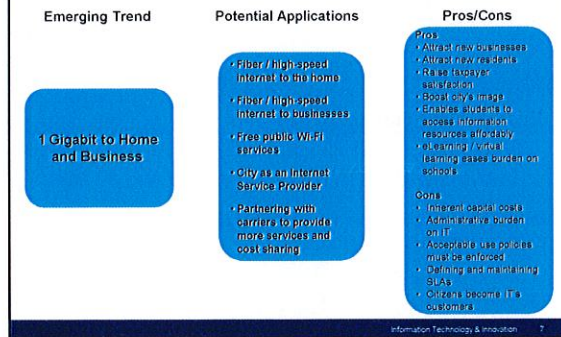 Emerging Trend
Potential Applications
Pros/Cons
1 Gigabit to Home
and Business
• Fiber / high-speed
internet to the home
• Fiber / high-speed
internet to businesses
• Free public Wi-Fi
services
• City as an Internet
Service Provider
• Partnering with
carriers to provide
more services and
cost sharing
Pros
• Attract new businesses
• Attract new residents
• Raise taxpayer
satisfaction
• Boost city's image
• Enables students to
access information
resources affordably
• eLearning / virtual
learning eases burden on
schools
Cons
• Inherent capital costs
• Administrative burden
on IT
• Acceptable use policies
must be enforced
• Defining and maintaining
SLAs
• Citizens become IT's
customers
Information Technology & Innovation 7